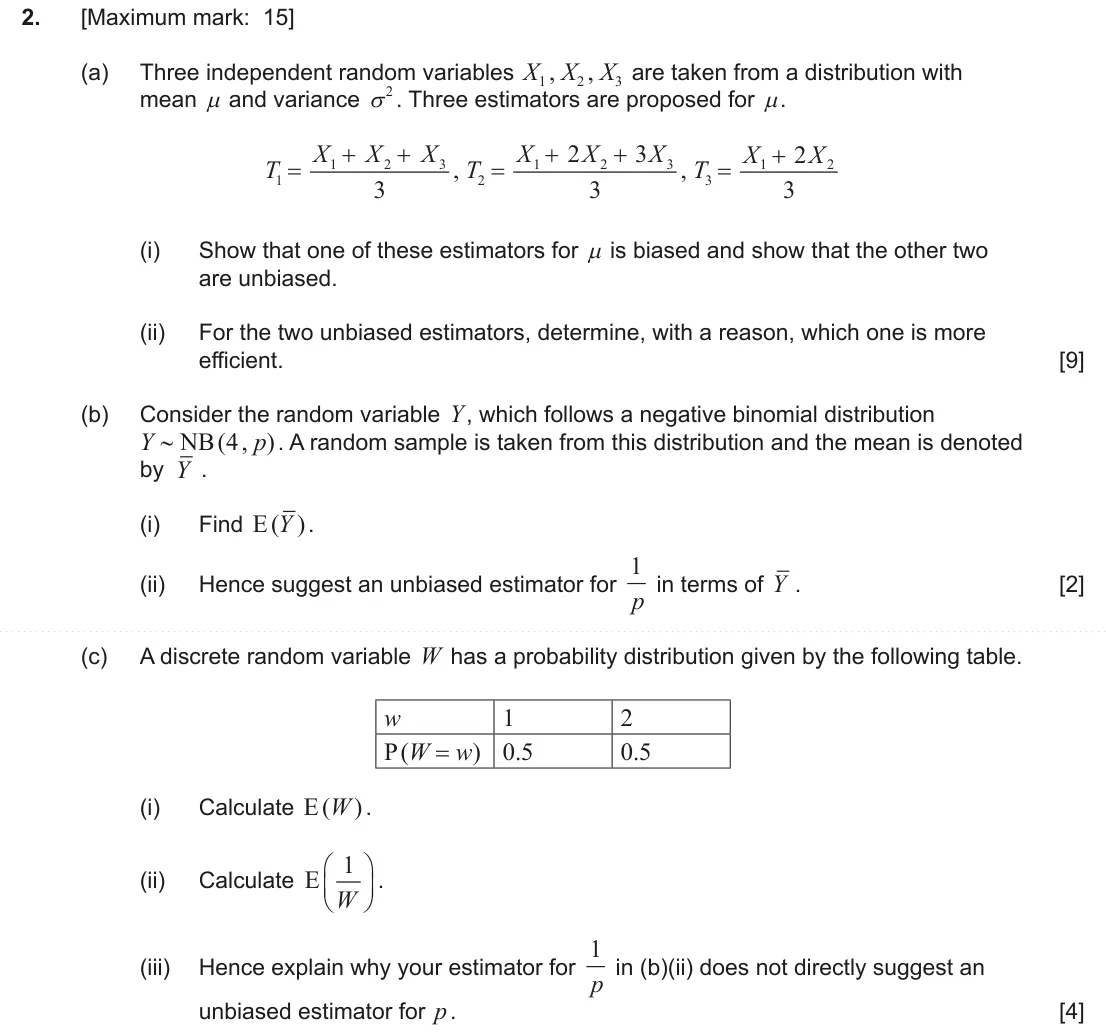 2. [Maximum mark: 15]
(a) Three independent random variables X₁, X₂, X₃ are taken from a distribution with
mean μ and variance σ². Three estimators are proposed for μ.
T₁ = (X₁ + X₂ + X₃)/3, T₂ = (X₁ + 2X₂ + 3X₃)/3, T₃ = (X₁ + 2X₂)/3
(i) Show that one of these estimators for μ is biased and show that the other two
are unbiased.
(ii) For the two unbiased estimators, determine, with a reason, which one is more
efficient. [9]
(b) Consider the random variable Y, which follows a negative binomial distribution
Y ~ NB(4, p). A random sample is taken from this distribution and the mean is denoted
by Y̅ .
(i) Find E(Y̅).
(ii) Hence suggest an unbiased estimator for 1/p in terms of Y̅ . [2]
(c) A discrete random variable W has a probability distribution given by the following table.
w 1 2
P(W = w) 0.5 0.5
(i) Calculate E(W).
(ii) Calculate E(1/W).
(iii) Hence explain why your estimator for 1/p in (b)(ii) does not directly suggest an
unbiased estimator for p. [4]